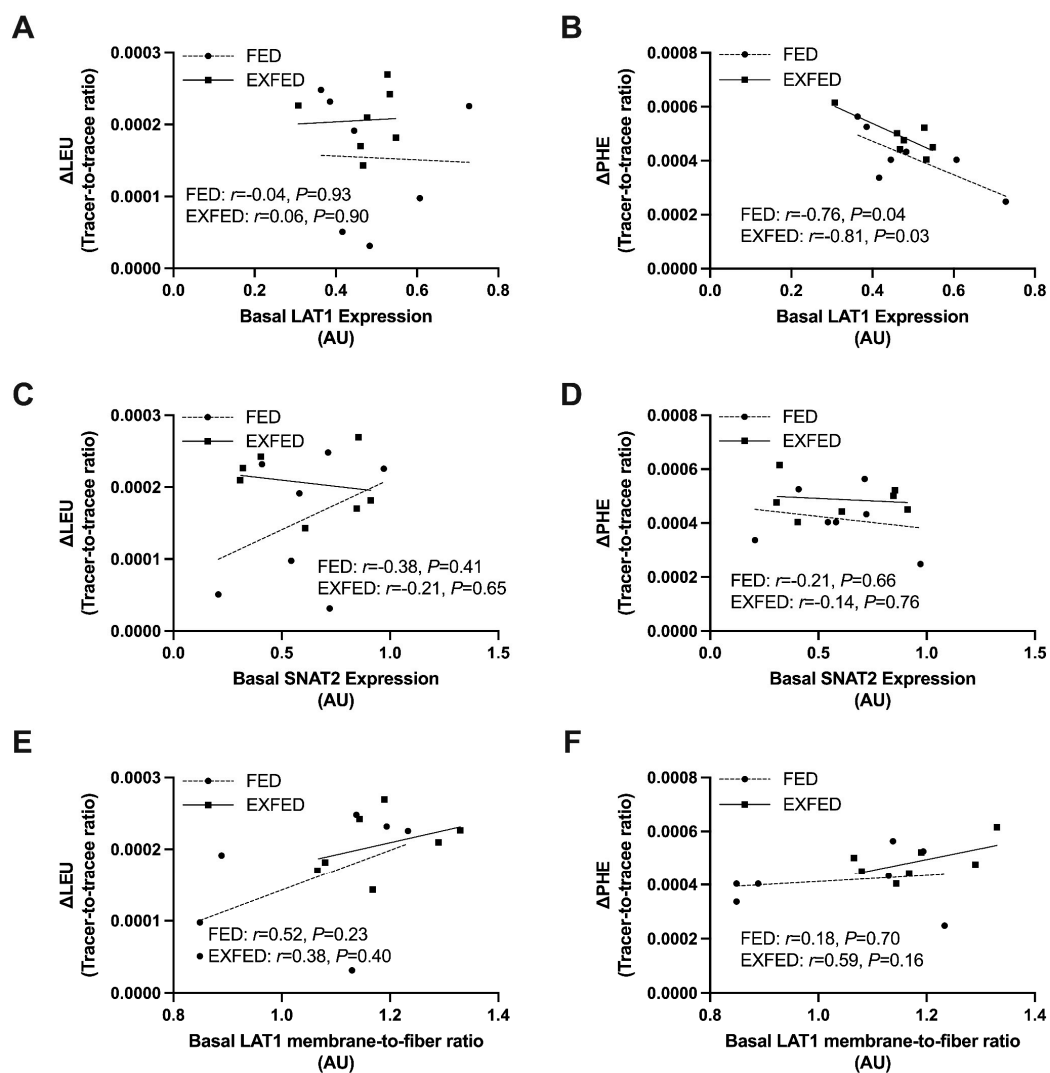 A
FED
EXFED
0.0003
0.0002
0.0001
0.0000
ΔLEU
(Tracer-to-tracee ratio)
FED: r=-0.04, P=0.93
EXFED: r=0.06, P=0.90
0.0 0.2 0.4 0.6 0.8
Basal LAT1 Expression
(AU)
B
FED
EXFED
0.0008
0.0006
0.0004
0.0002
0.0000
ΔPHE
(Tracer-to-tracee ratio)
FED: r=-0.76, P=0.04
EXFED: r=-0.81, P=0.03
0.0 0.2 0.4 0.6 0.8
Basal LAT1 Expression
(AU)
C
FED
EXFED
0.0003
0.0002
0.0001
0.0000
ΔLEU
(Tracer-to-tracee ratio)
FED: r=-0.38, P=0.41
EXFED: r=-0.21, P=0.65
0.0 0.5 1.0 1.5
Basal SNAT2 Expression
(AU)
D
FED
EXFED
0.0008
0.0006
0.0004
0.0002
0.0000
ΔPHE
(Tracer-to-tracee ratio)
FED: r=-0.21, P=0.66
EXFED: r=-0.14, P=0.76
0.0 0.5 1.0 1.5
Basal SNAT2 Expression
(AU)
E
FED
EXFED
0.0003
0.0002
0.0001
0.0000
ΔLEU
(Tracer-to-tracee ratio)
FED: r=0.52, P=0.23
EXFED: r=0.38, P=0.40
0.8 1.0 1.2 1.4
Basal LAT1 membrane-to-fiber ratio
(AU)
F
FED
EXFED
0.0008
0.0006
0.0004
0.0002
0.0000
ΔPHE
(Tracer-to-tracee ratio)
FED: r=0.18, P=0.70
EXFED: r=0.59, P=0.16
0.8 1.0 1.2 1.4
Basal LAT1 membrane-to-fiber ratio
(AU)